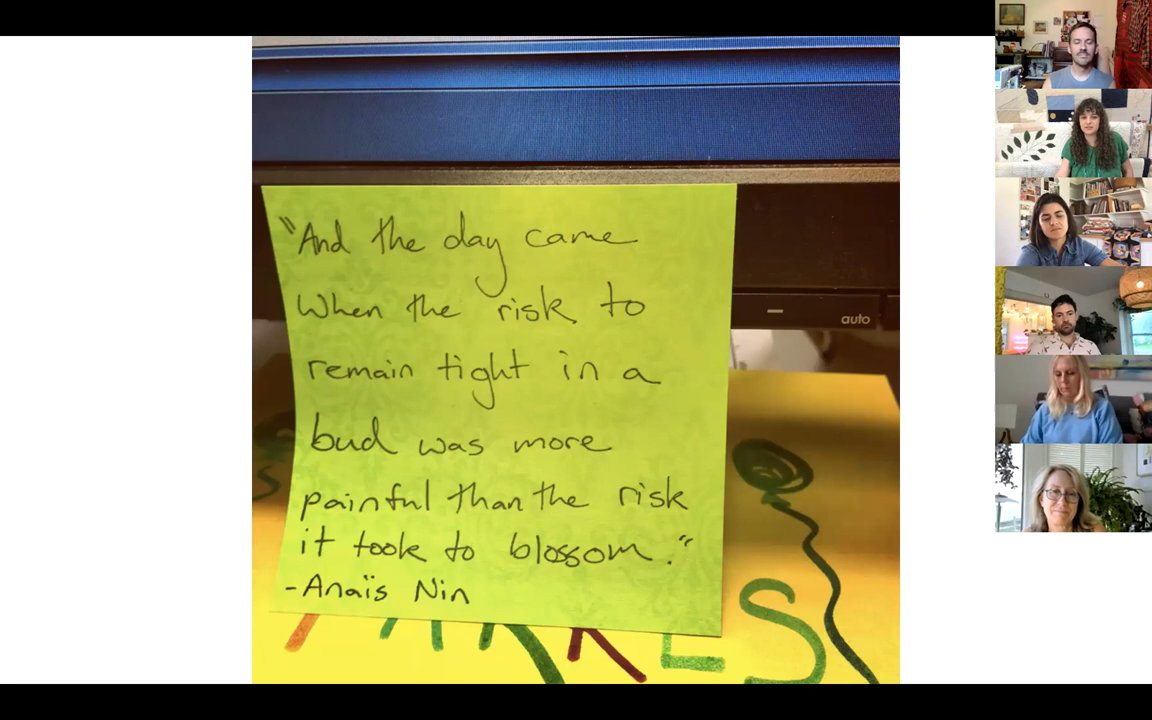 auto
"And the day came
When the risk to
remain tight in a
bud was more
painful than the risk
it took to blossom."
-Anaïs Nin